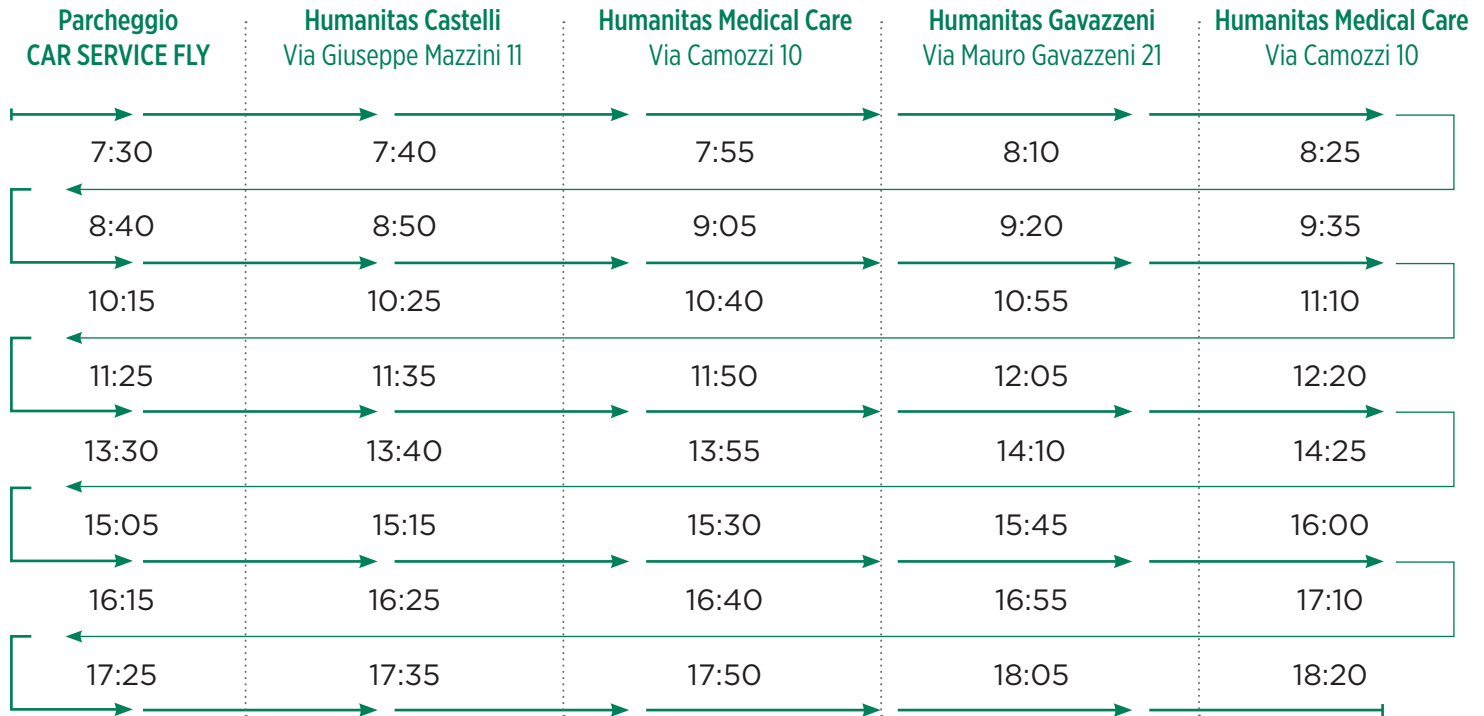 Parcheggio Humanitas Castelli Humanitas Medical Care Humanitas Gavazzeni Humanitas Medical Care
CAR SERVICE FLY Via Giuseppe Mazzini 11 Via Camozzi 10 Via Mauro Gavazzeni 21 Via Camozzi 10
7:30 7:40 7:55 8:10 8:25
8:40 8:50 9:05 9:20 9:35
10:15 10:25 10:40 10:55 11:10
11:25 11:35 11:50 12:05 12:20
13:30 13:40 13:55 14:10 14:25
15:05 15:15 15:30 15:45 16:00
16:15 16:25 16:40 16:55 17:10
17:25 17:35 17:50 18:05 18:20